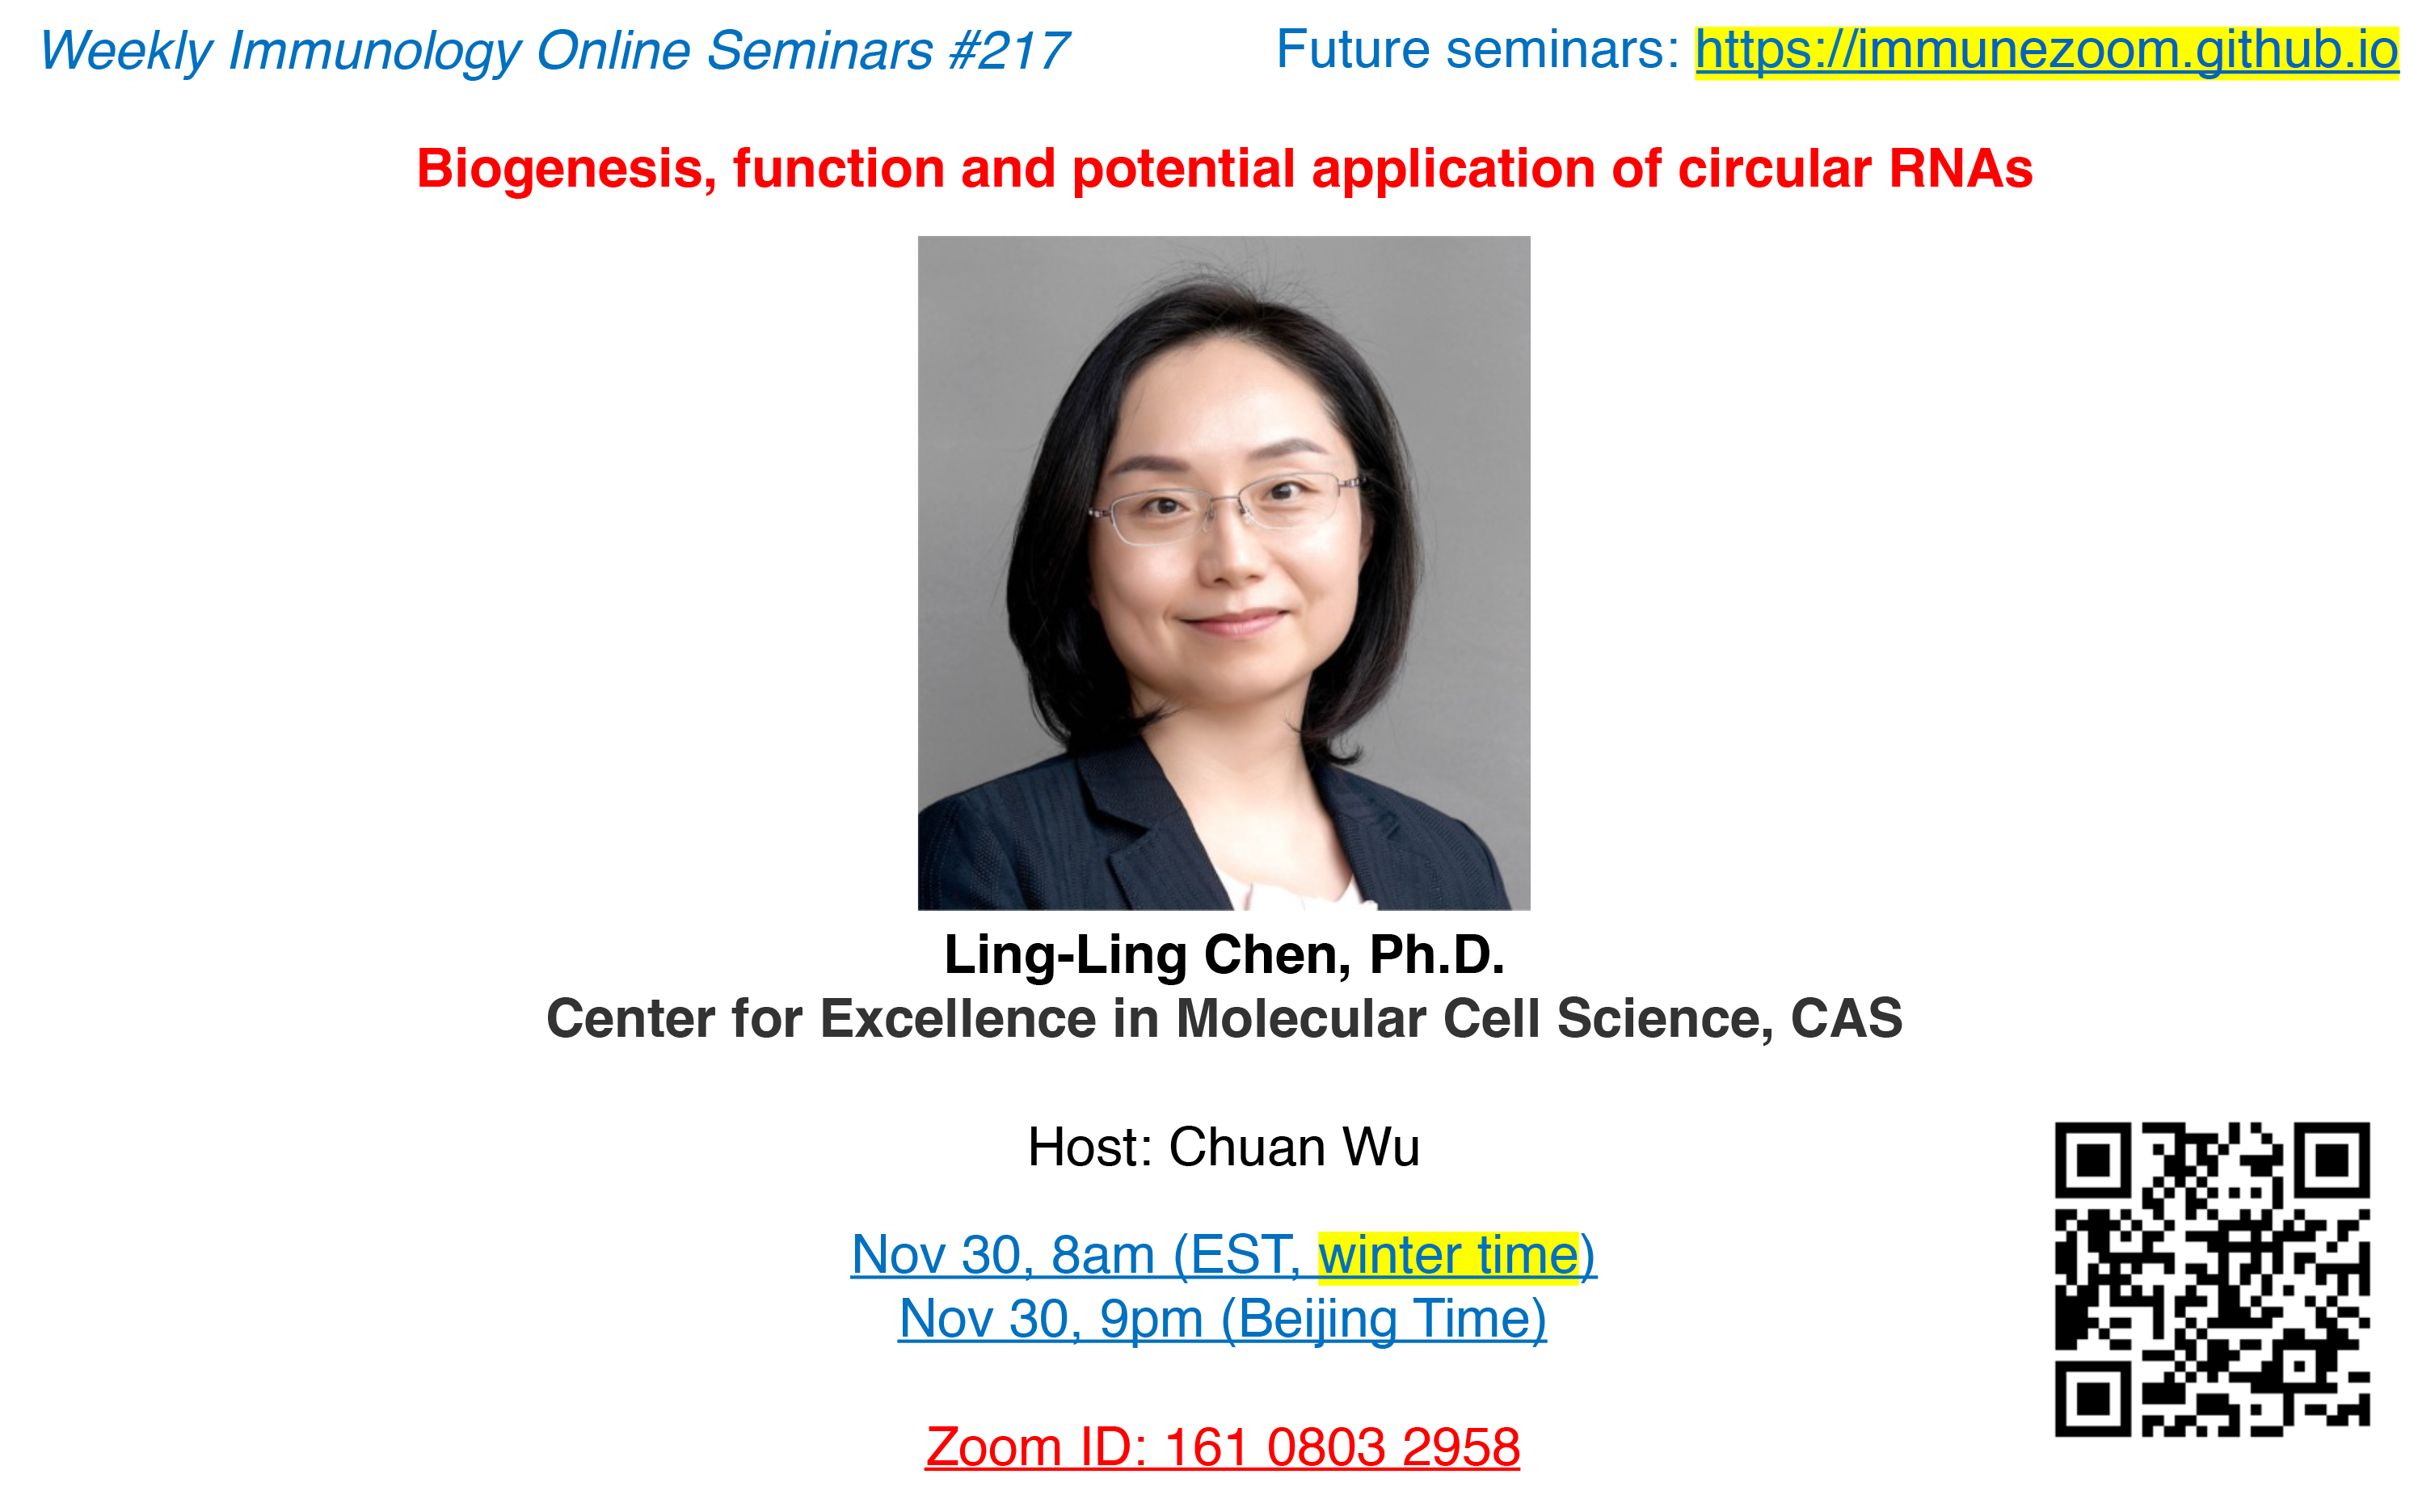 Weekly Immunology Online Seminars #217
Future seminars: https://immunezoom.github.io
Biogenesis, function and potential application of circular RNAs
Ling-Ling Chen, Ph.D.
Center for Excellence in Molecular Cell Science, CAS
Host: Chuan Wu
Nov 30, 8am (EST, winter time)
Nov 30, 9pm (Beijing Time)
Zoom ID: 161 0803 2958